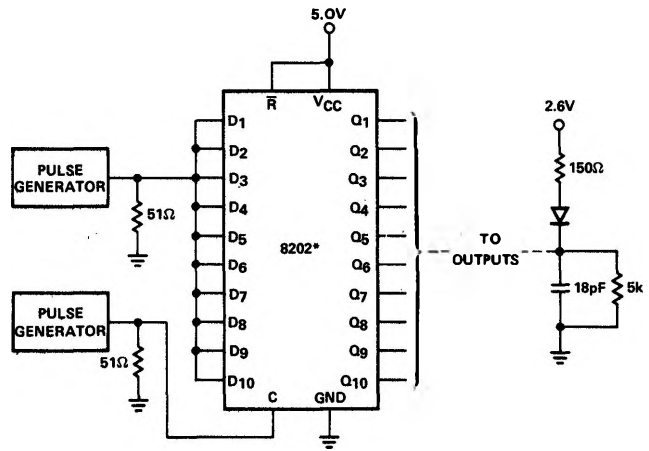 5.0V
R̅ VCC
2.6V
D1 Q1
D2 Q2
PULSE
GENERATOR
D3 Q3
150Ω
D4 Q4
51Ω
D5 Q5
TO
OUTPUTS
8202*
D6 Q6
18pF 5k
D7 Q7
PULSE
GENERATOR
D8 Q8
D9 Q9
51Ω
D10 Q10
C GND